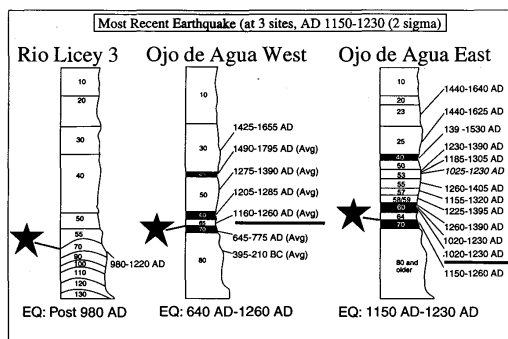 Most Recent Earthquake (at 3 sites, AD 1150-1230 (2 sigma)
Rio Licey 3
Ojo de Agua West
Ojo de Agua East
10
20
30
40
50
55
70
90
100
110
120
130
980-1220 AD
EQ: Post 980 AD
10
30
50
65
70
80
1425-1655 AD
1490-1795 AD (Avg)
1275-1390 AD (Avg)
1205-1285 AD (Avg)
1160-1260 AD (Avg)
645-775 AD (Avg)
395-210 BC (Avg)
EQ: 640 AD-1260 AD
10
20
23
25
40
50
53
55
57
58/59
60
64
70
80 and
older
1440-1640 AD
1440-1625 AD
139 -1530 AD
1230-1390 AD
1185-1305 AD
1025-1230 AD
1260-1405 AD
1155-1320 AD
1225-1395 AD
1260-1390 AD
1020-1230 AD
1020-1230 AD
1150-1260 AD
EQ: 1150 AD-1230 AD